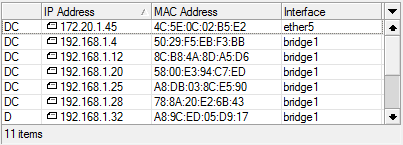 IP Address MAC Address Interface
DC 172.20.1.45 4C:5E:0C:02:B5:E2 ether5
DC 192.168.1.4 50:29:F5:EB:F3:BB bridge1
DC 192.168.1.12 8C:B8:4A:8D:A5:D6 bridge1
DC 192.168.1.20 58:00:E3:94:C7:ED bridge1
DC 192.168.1.25 A8:DB:03:8C:E5:90 bridge1
DC 192.168.1.28 78:8A:20:E2:6B:43 bridge1
D 192.168.1.32 A8:9C:ED:05:D9:17 bridge1
11 items